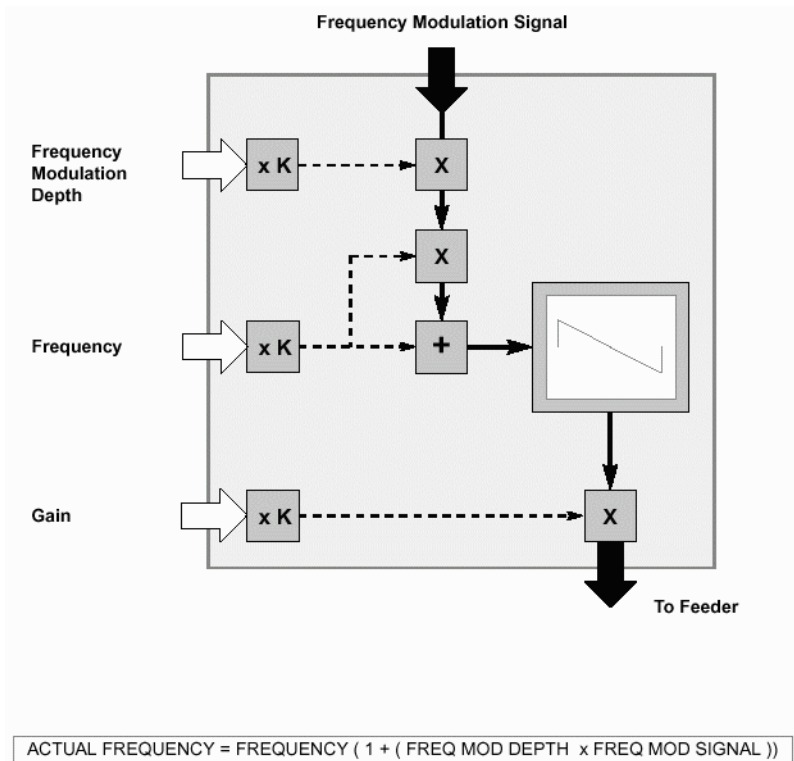 Frequency Modulation Signal
Frequency
Modulation
Depth
x K
X
X
Frequency
x K
+
Gain
x K
X
To Feeder
ACTUAL FREQUENCY = FREQUENCY ( 1 + ( FREQ MOD DEPTH x FREQ MOD SIGNAL ))